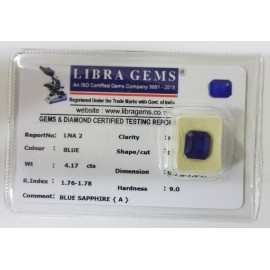 LIBRA GEMS
An ISO Certified Gems Company 9001 - 2015
Registered Under the Trade Mark with Govt. of India
website : www.libragems.com
GEMS & DIAMOND CERTIFIED TESTING REPORT
ReportNo LNA 2 Clarity
Colour BLUE Shape/cut
Wt 4.17 cts Dimension
R.Index 1.76-1.78 Hardness 9.0
Comment BLUE SAPPHIRE ( A )